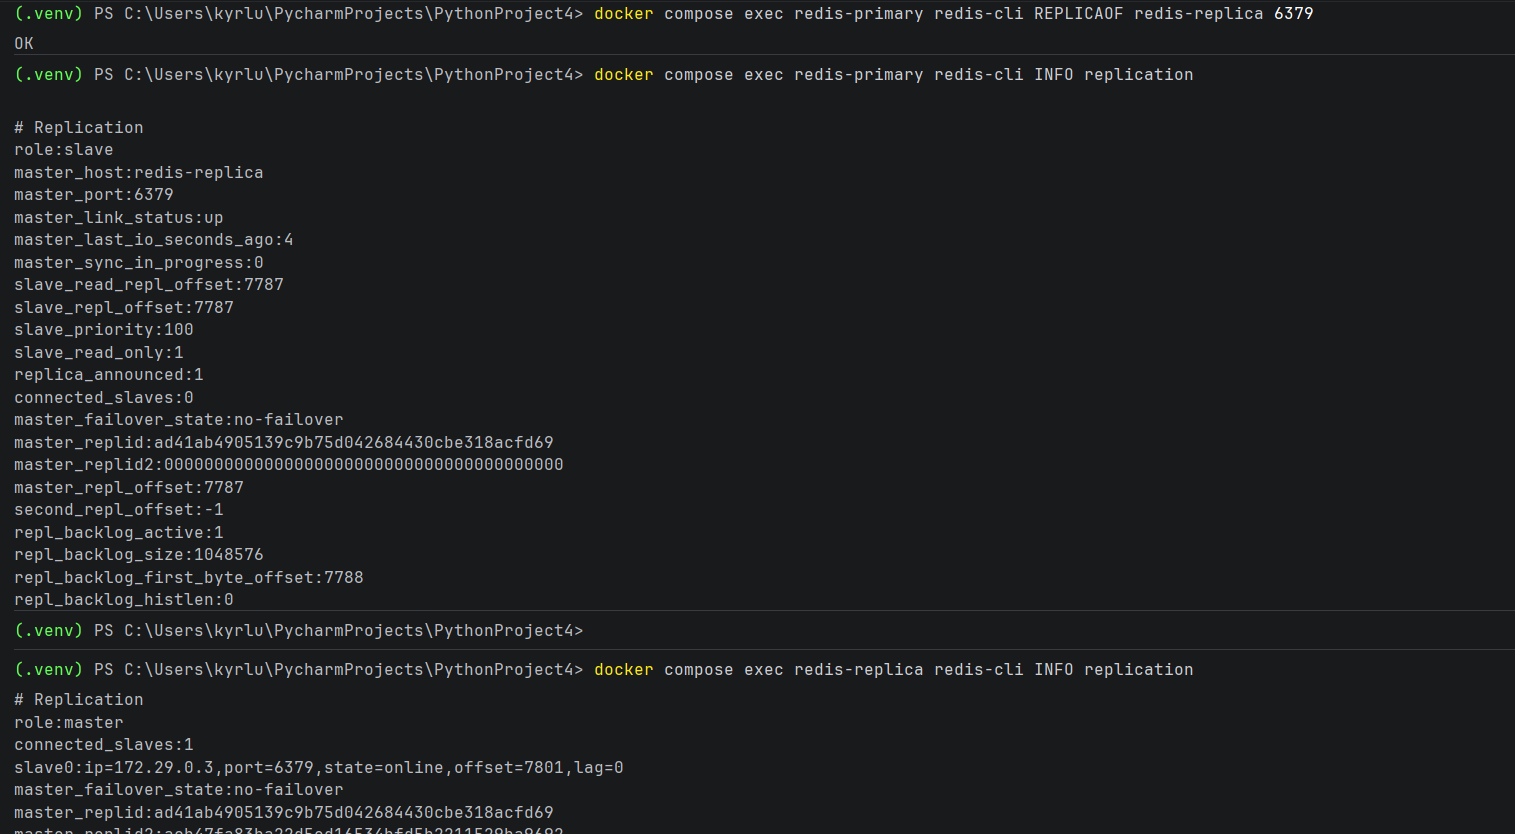 (.venv) PS C:\Users\kyrlu\PycharmProjects\PythonProject4> docker compose exec redis-primary redis-cli REPLICAOF redis-replica 6379
OK
(.venv) PS C:\Users\kyrlu\PycharmProjects\PythonProject4> docker compose exec redis-primary redis-cli INFO replication
# Replication
role:slave
master_host:redis-replica
master_port:6379
master_link_status:up
master_last_io_seconds_ago:4
master_sync_in_progress:0
slave_read_repl_offset:7787
slave_repl_offset:7787
slave_priority:100
slave_read_only:1
replica_announced:1
connected_slaves:0
master_failover_state:no-failover
master_replid:ad41ab4905139c9b75d042684430cbe318acfd69
master_replid2:0000000000000000000000000000000000000000
master_repl_offset:7787
second_repl_offset:-1
repl_backlog_active:1
repl_backlog_size:1048576
repl_backlog_first_byte_offset:7788
repl_backlog_histlen:0
(.venv) PS C:\Users\kyrlu\PycharmProjects\PythonProject4>
(.venv) PS C:\Users\kyrlu\PycharmProjects\PythonProject4> docker compose exec redis-replica redis-cli INFO replication
# Replication
role:master
connected_slaves:1
slave0:ip=172.29.0.3,port=6379,state=online,offset=7801,lag=0
master_failover_state:no-failover
master_replid:ad41ab4905139c9b75d042684430cbe318acfd69